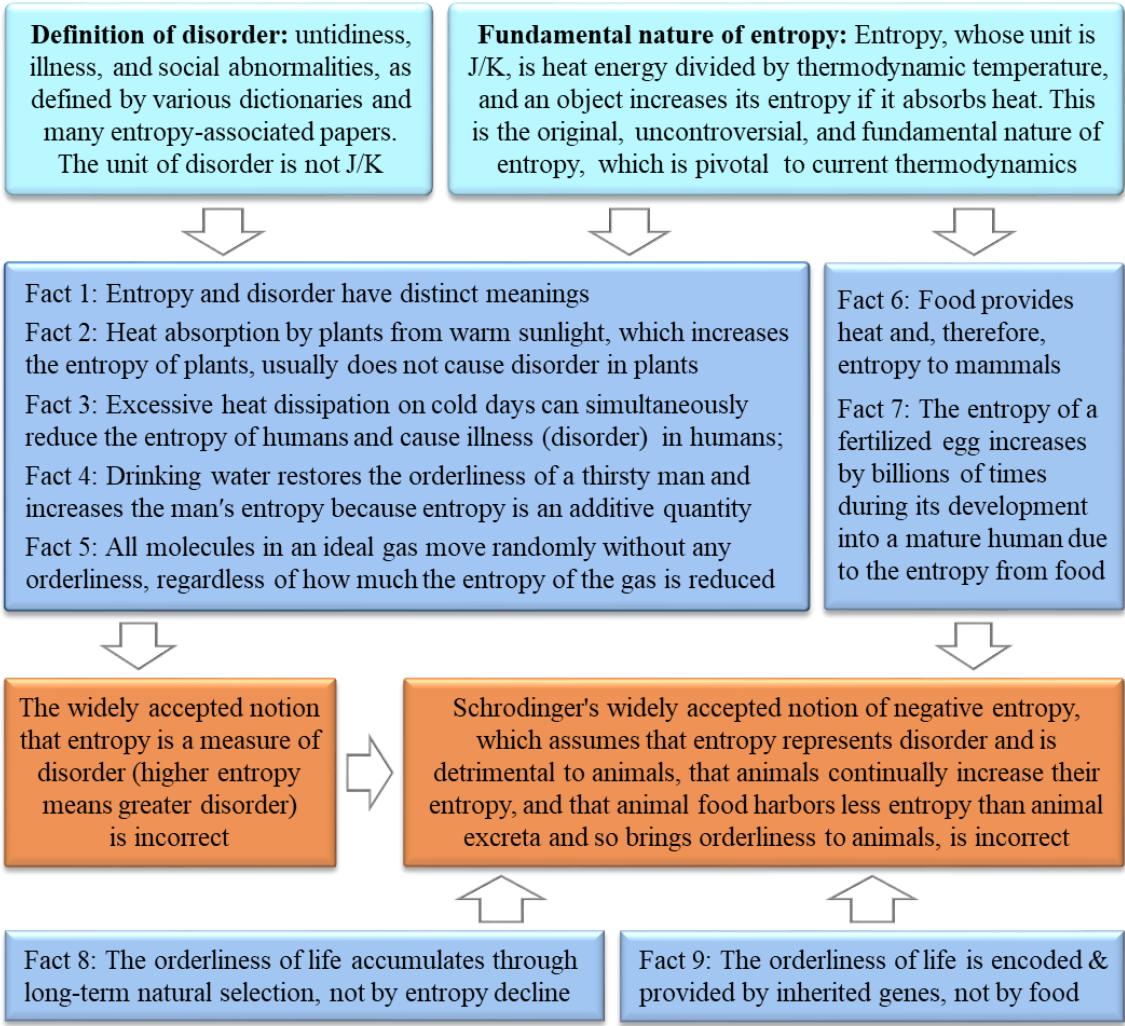 Definition of disorder: untidiness,
illness, and social abnormalities, as
defined by various dictionaries and
many entropy-associated papers.
The unit of disorder is not J/K
Fundamental nature of entropy: Entropy, whose unit is
J/K, is heat energy divided by thermodynamic temperature,
and an object increases its entropy if it absorbs heat. This
is the original, uncontroversial, and fundamental nature of
entropy, which is pivotal to current thermodynamics
Fact 1: Entropy and disorder have distinct meanings
Fact 2: Heat absorption by plants from warm sunlight, which increases
the entropy of plants, usually does not cause disorder in plants
Fact 3: Excessive heat dissipation on cold days can simultaneously
reduce the entropy of humans and cause illness (disorder) in humans;
Fact 4: Drinking water restores the orderliness of a thirsty man and
increases the man's entropy because entropy is an additive quantity
Fact 5: All molecules in an ideal gas move randomly without any
orderliness, regardless of how much the entropy of the gas is reduced
Fact 6: Food provides
heat and, therefore,
entropy to mammals
Fact 7: The entropy of a
fertilized egg increases
by billions of times
during its development
into a mature human due
to the entropy from food
The widely accepted notion
that entropy is a measure of
disorder (higher entropy
means greater disorder)
is incorrect
Schrodinger's widely accepted notion of negative entropy,
which assumes that entropy represents disorder and is
detrimental to animals, that animals continually increase their
entropy, and that animal food harbors less entropy than animal
excreta and so brings orderliness to animals, is incorrect
Fact 8: The orderliness of life accumulates through
long-term natural selection, not by entropy decline
Fact 9: The orderliness of life is encoded &
provided by inherited genes, not by food